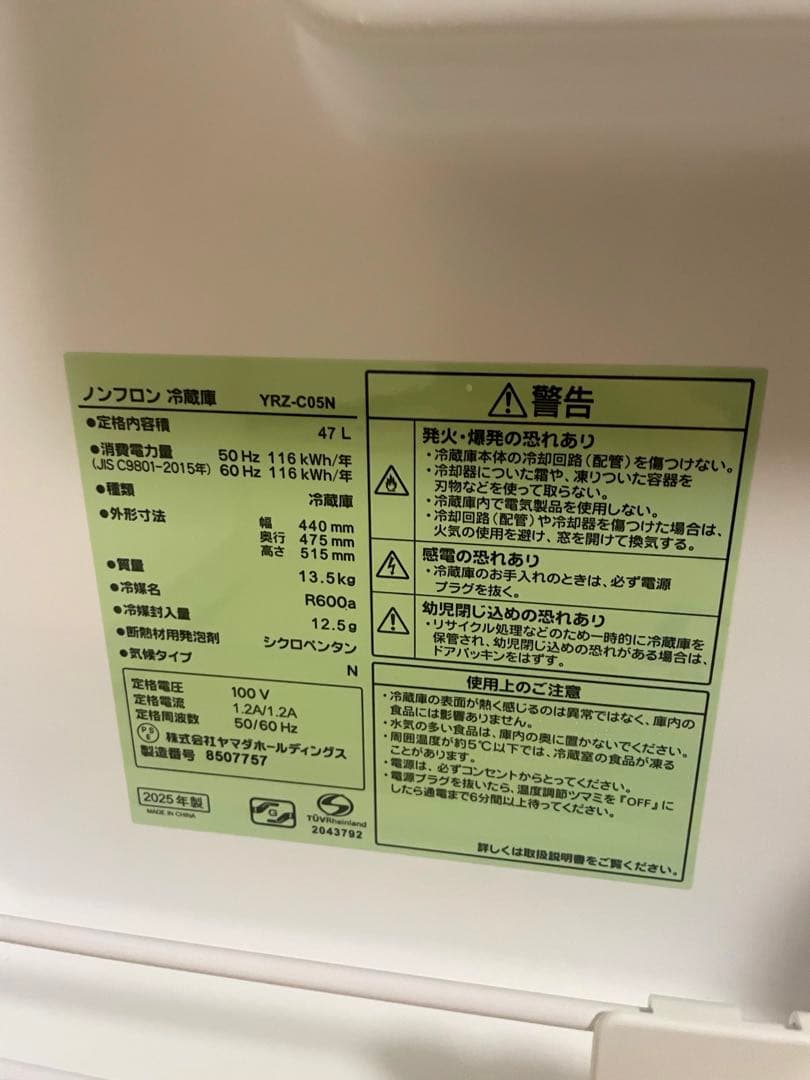 ノンフロン 冷蔵庫 YRZ-C05N
●定格内容積 47 L
●消費電力量 50 Hz 116 kWh/年
(JIS C9801-2015年) 60 Hz 116 kWh/年
●種類 冷蔵庫
●外形寸法 幅 440 mm
奥行 475 mm
高さ 515 mm
●質量 13.5kg
●冷媒名 R600a
●冷媒封入量 12.5g
●断熱材用発泡剤 シクロペンタン
●気候タイプ N
定格電圧 100 V
定格電流 1.2A/1.2A
定格周波数 50/60 Hz
PSE 株式会社ヤマダホールディングス
製造番号 8507757
2025年製
MADE IN CHINA
G
TÜVRheinland
2043792
警告
発火・爆発の恐れあり
・冷蔵庫本体の冷却回路(配管)を傷つけない。
・冷却器についた霜や、凍りついた容器を
刃物などを使って取らない。
・冷蔵庫内で電気製品を使用しない。
・冷却回路(配管)や冷却器を傷つけた場合は、
火気の使用を避け、窓を開けて換気する。
感電の恐れあり
・冷蔵庫のお手入れのときは、必ず電源
プラグを抜く。
幼児閉じ込めの恐れあり
・リサイクル処理などのため一時的に冷蔵庫を
保管され、幼児閉じ込めの恐れがある場合は、
ドアパッキンをはずす。
使用上のご注意
・冷蔵庫の表面が熱く感じるのは異常ではなく、庫内の
食品には影響ありません。
・水気の多い食品は、庫内の奥に置かないでください。
・周囲温度が約5℃以下では、冷蔵室の食品が凍る
ことがあります。
・電源は、必ずコンセントからとってください。
・電源プラグを抜いたら、温度調節ツマミを『OFF』に
したら通電まで6分間以上待ってください。
詳しくは取扱説明書をご覧ください。